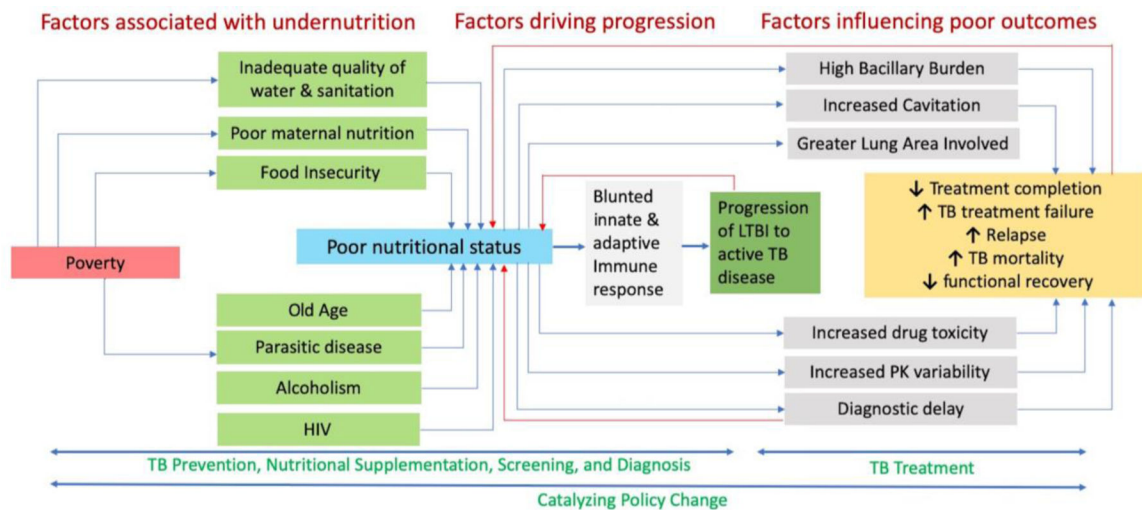 Factors associated with undernutrition
Factors driving progression
Factors influencing poor outcomes
Inadequate quality of
water & sanitation
Poor maternal nutrition
Food Insecurity
Poverty
Poor nutritional status
Old Age
Parasitic disease
Alcoholism
HIV
Blunted
innate &
adaptive
Immune
response
Progression
of LTBI to
active TB
disease
High Bacillary Burden
Increased Cavitation
Greater Lung Area Involved
↓ Treatment completion
↑ TB treatment failure
↑ Relapse
↑ TB mortality
↓ functional recovery
Increased drug toxicity
Increased PK variability
Diagnostic delay
TB Prevention, Nutritional Supplementation, Screening, and Diagnosis
TB Treatment
Catalyzing Policy Change